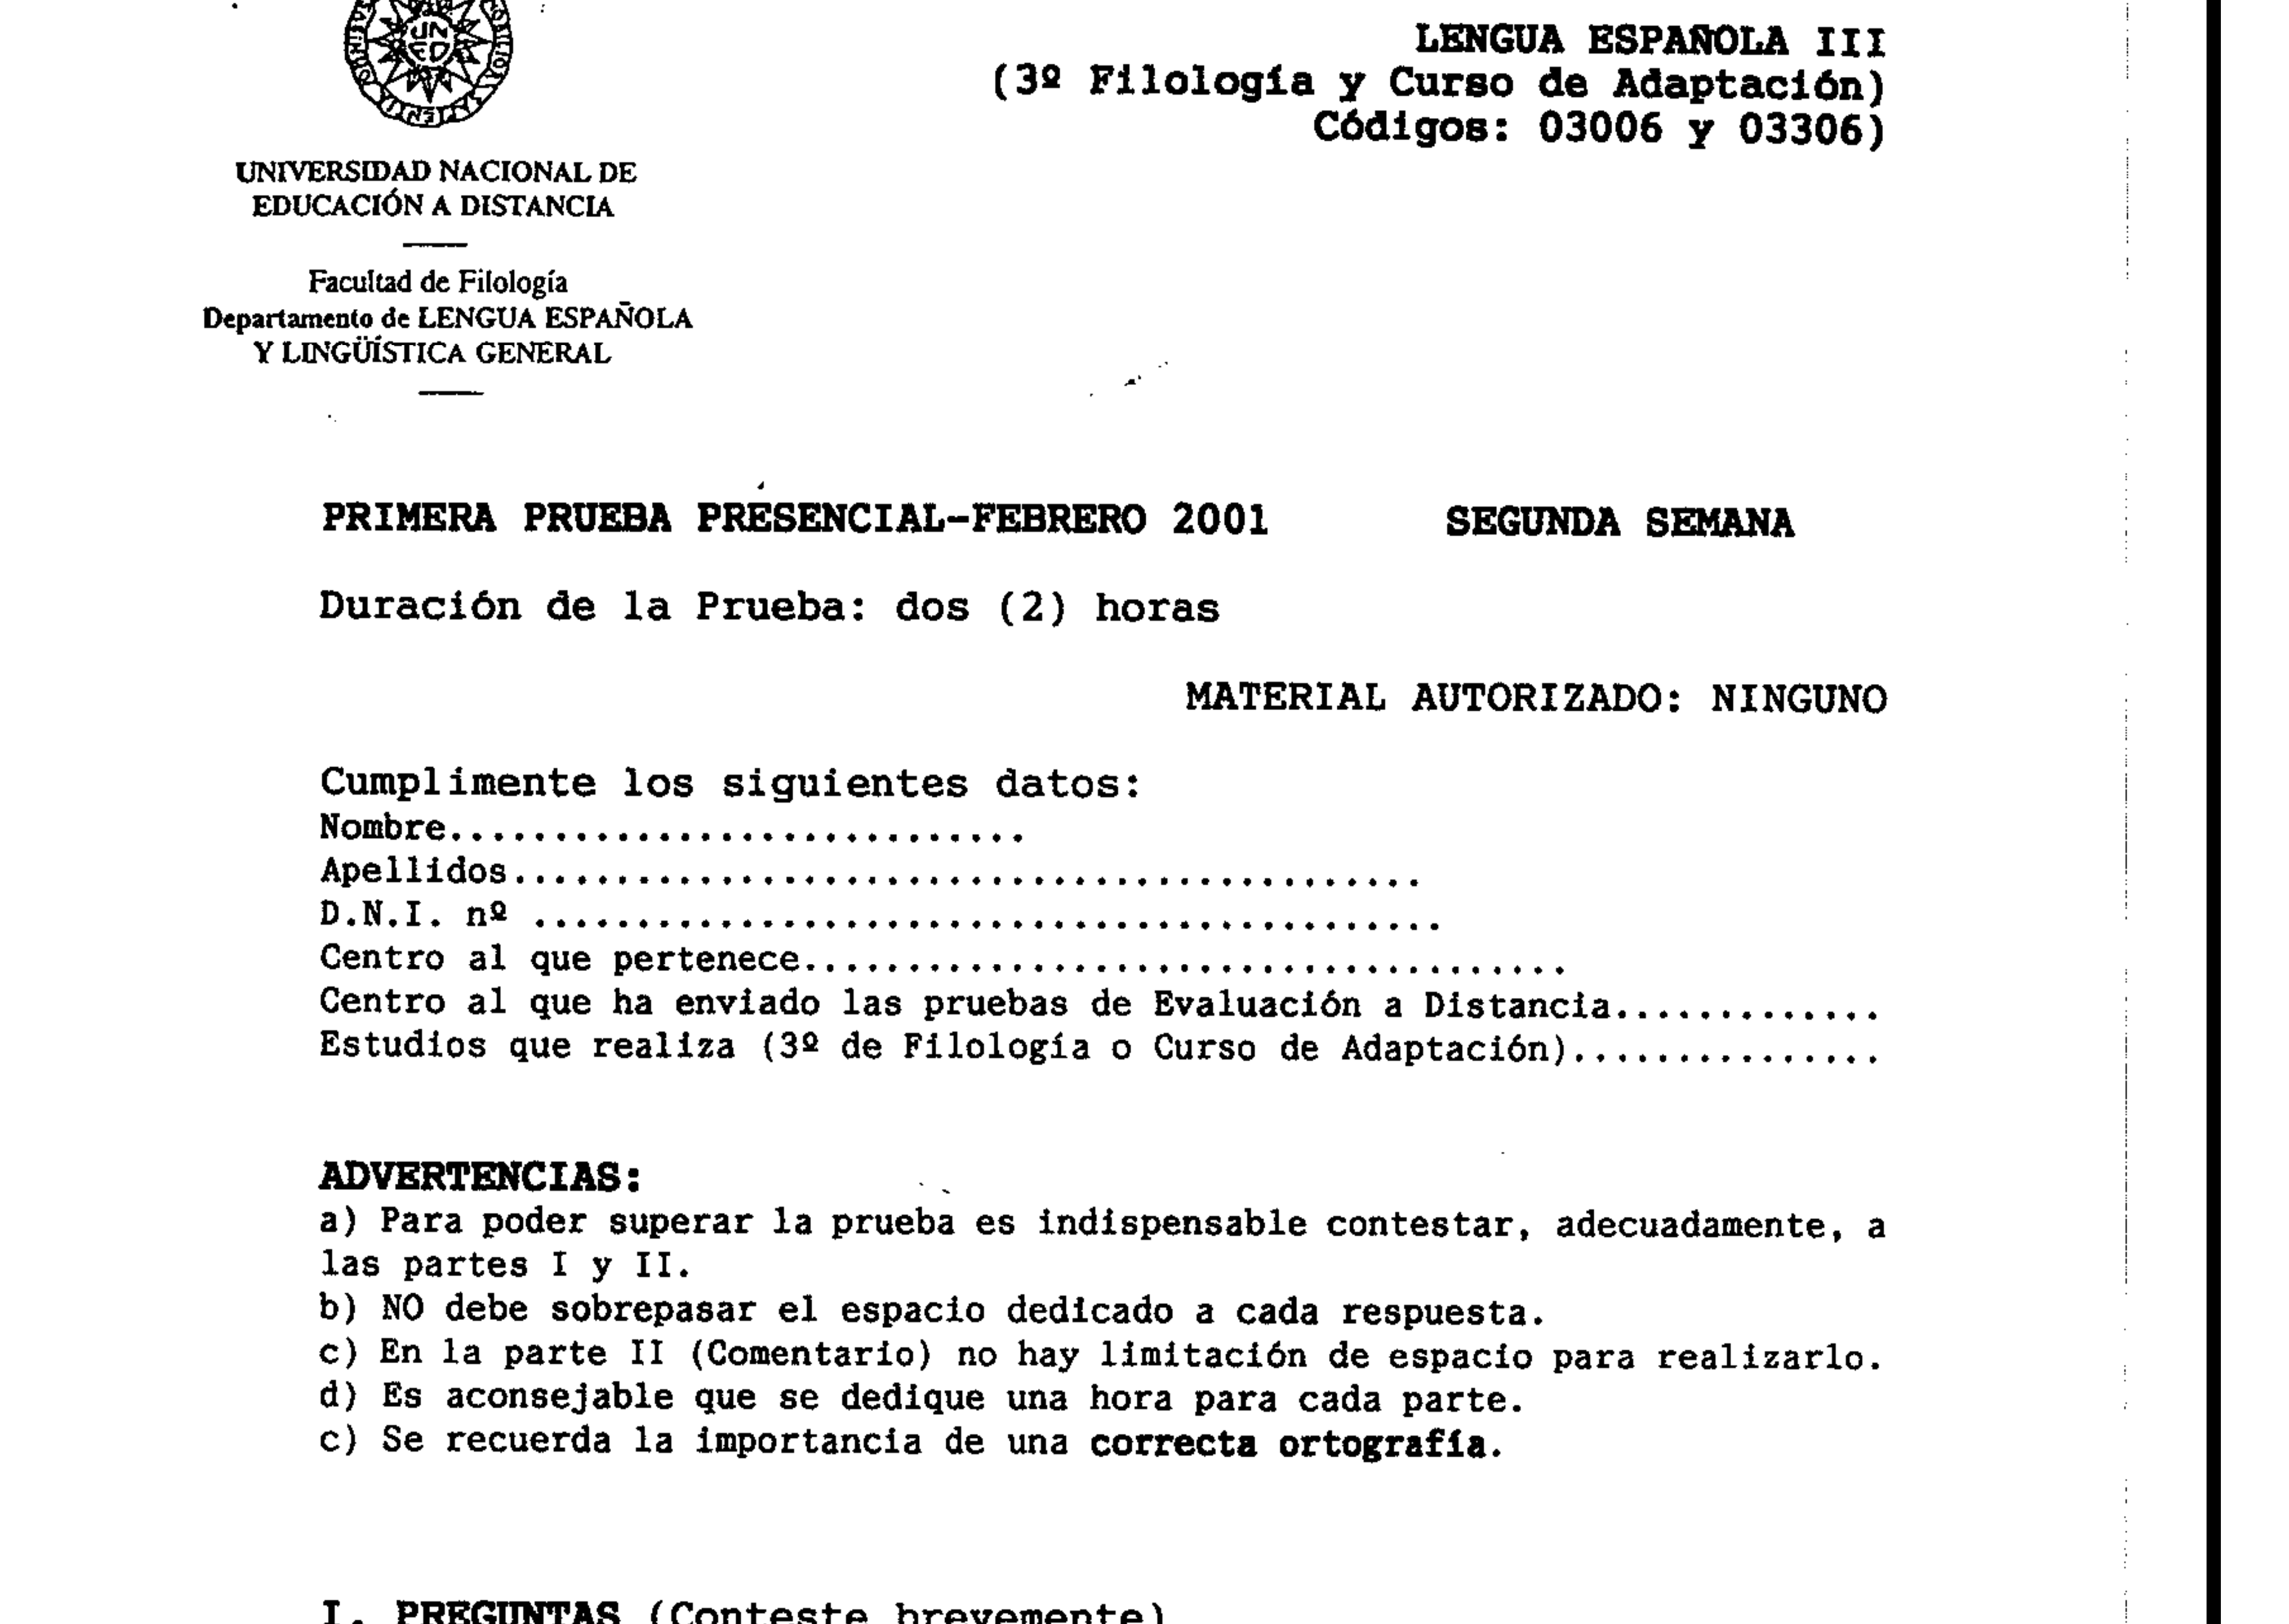 UNED
LENGUA ESPAÑOLA III
(3º Filología y Curso de Adaptación)
Códigos: 03006 y 03306)
UNIVERSIDAD NACIONAL DE
EDUCACIÓN A DISTANCIA
Facultad de Filología
Departamento de LENGUA ESPAÑOLA
Y LINGÜÍSTICA GENERAL
PRIMERA PRUEBA PRESENCIAL-FEBRERO 2001 SEGUNDA SEMANA
Duración de la Prueba: dos (2) horas
MATERIAL AUTORIZADO: NINGUNO
Cumplimente los siguientes datos:
Nombre............................
Apellidos............................................
D.N.I. nº ............................................
Centro al que pertenece.....................................
Centro al que ha enviado las pruebas de Evaluación a Distancia.............
Estudios que realiza (3º de Filología o Curso de Adaptación)...............
ADVERTENCIAS:
a) Para poder superar la prueba es indispensable contestar, adecuadamente, a
las partes I y II.
b) NO debe sobrepasar el espacio dedicado a cada respuesta.
c) En la parte II (Comentario) no hay limitación de espacio para realizarlo.
d) Es aconsejable que se dedique una hora para cada parte.
c) Se recuerda la importancia de una correcta ortografía.
I. PREGUNTAS (Conteste brevemente)